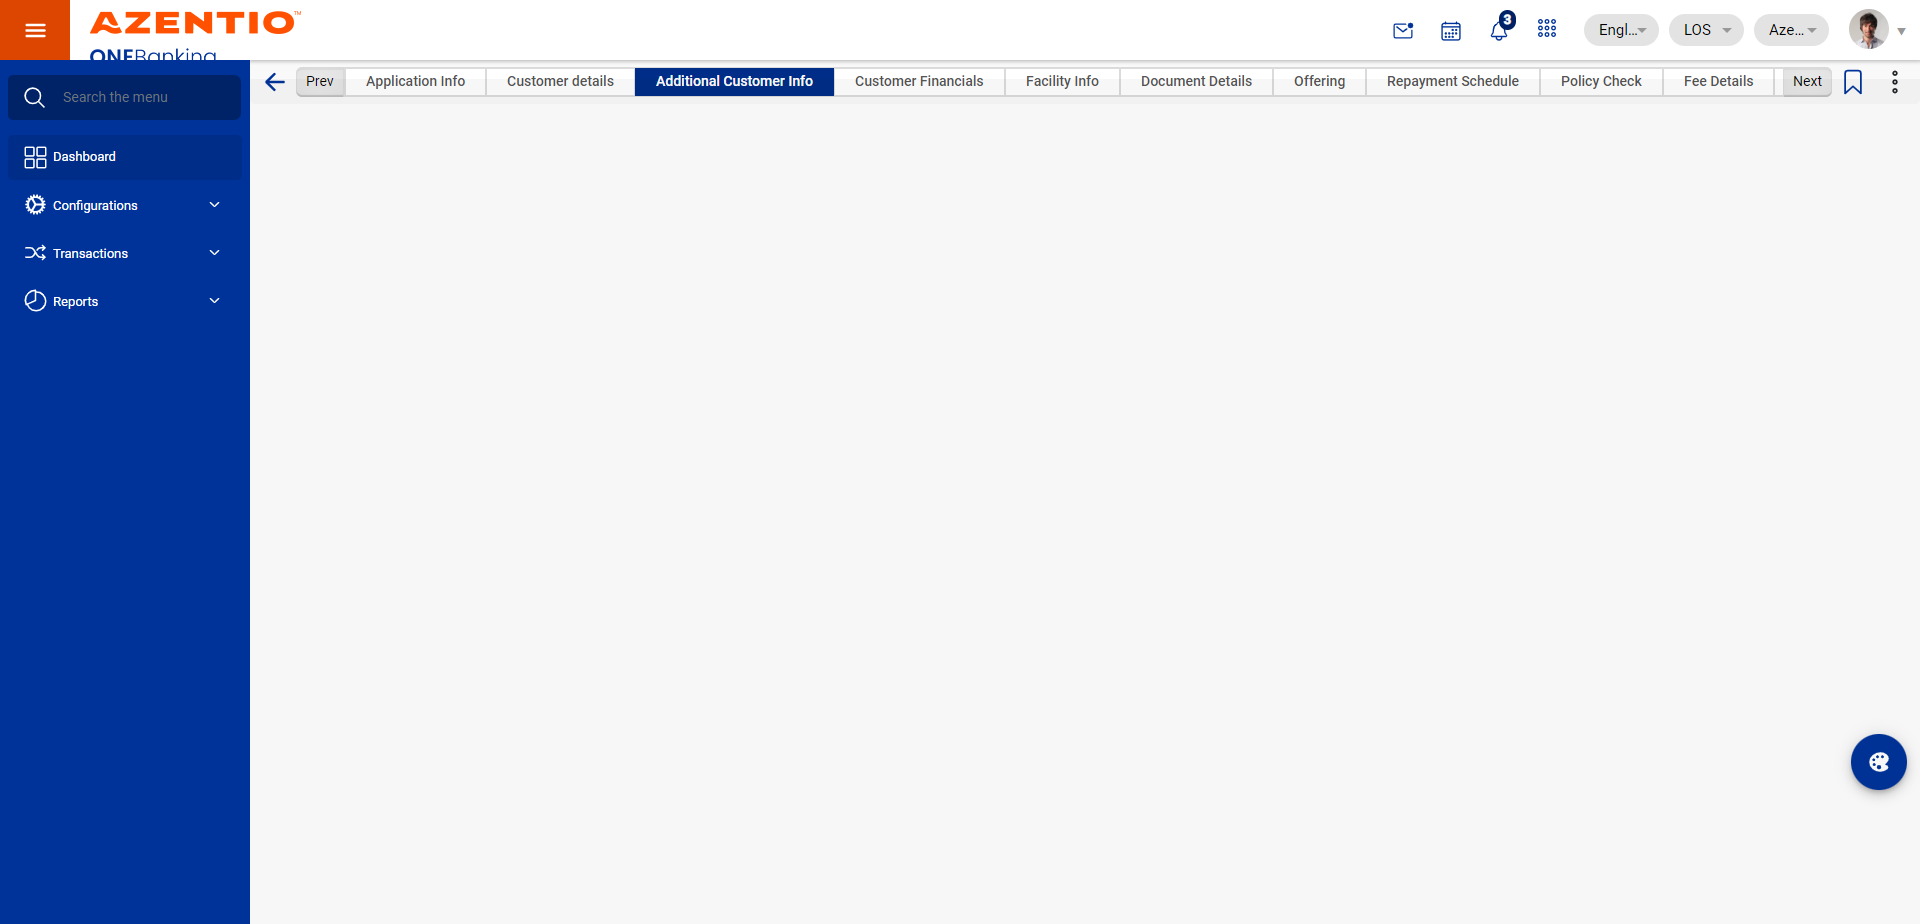 AZENTIO™
ONEBanking
3
Engl...
LOS
Aze...
Search the menu
Dashboard
Configurations
Transactions
Reports
Prev
Application Info
Customer details
Additional Customer Info
Customer Financials
Facility Info
Document Details
Offering
Repayment Schedule
Policy Check
Fee Details
Next